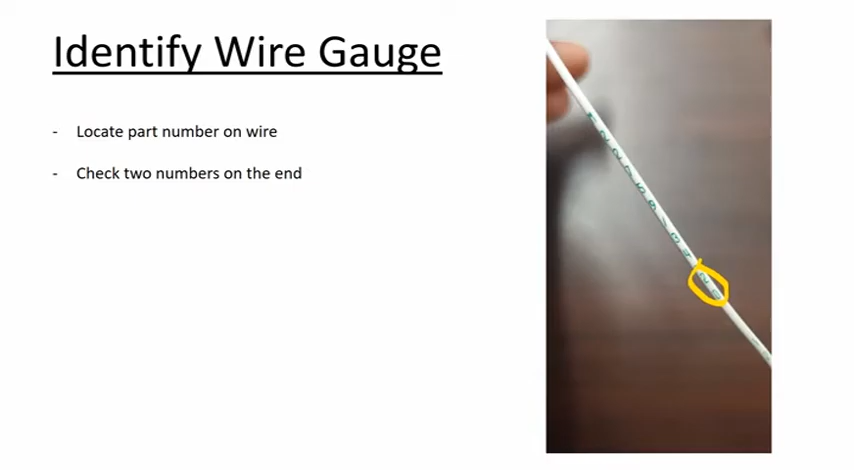 Identify Wire Gauge
- Locate part number on wire
- Check two numbers on the end